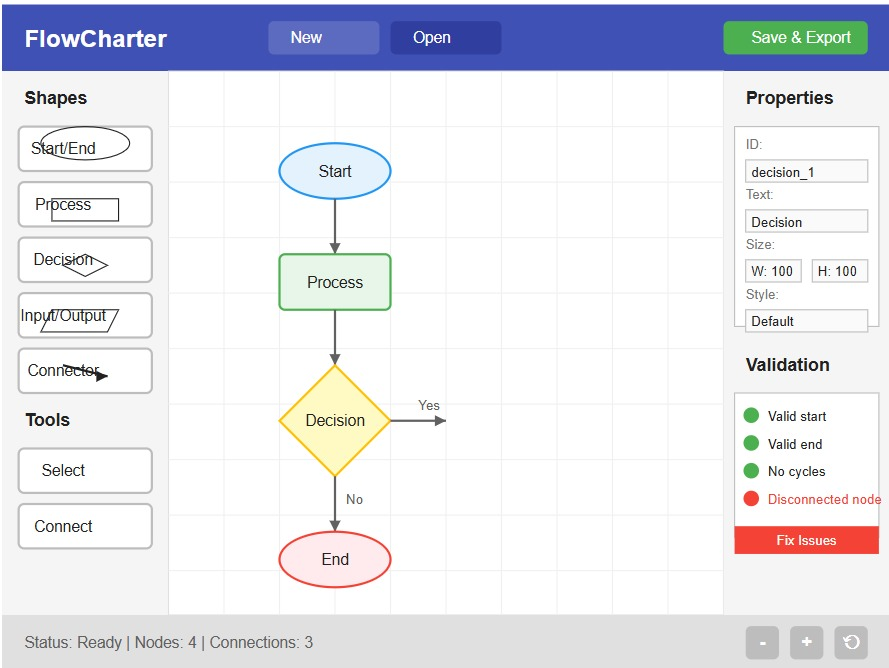 FlowCharter
New
Open
Save & Export
Shapes
Start/End
Process
Decision
Input/Output
Connector
Tools
Select
Connect
Start
Process
Decision
Yes
No
End
Properties
ID:
decision_1
Text:
Decision
Size:
W: 100
H: 100
Style:
Default
Validation
Valid start
Valid end
No cycles
Disconnected node
Fix Issues
Status: Ready | Nodes: 4 | Connections: 3
-
+